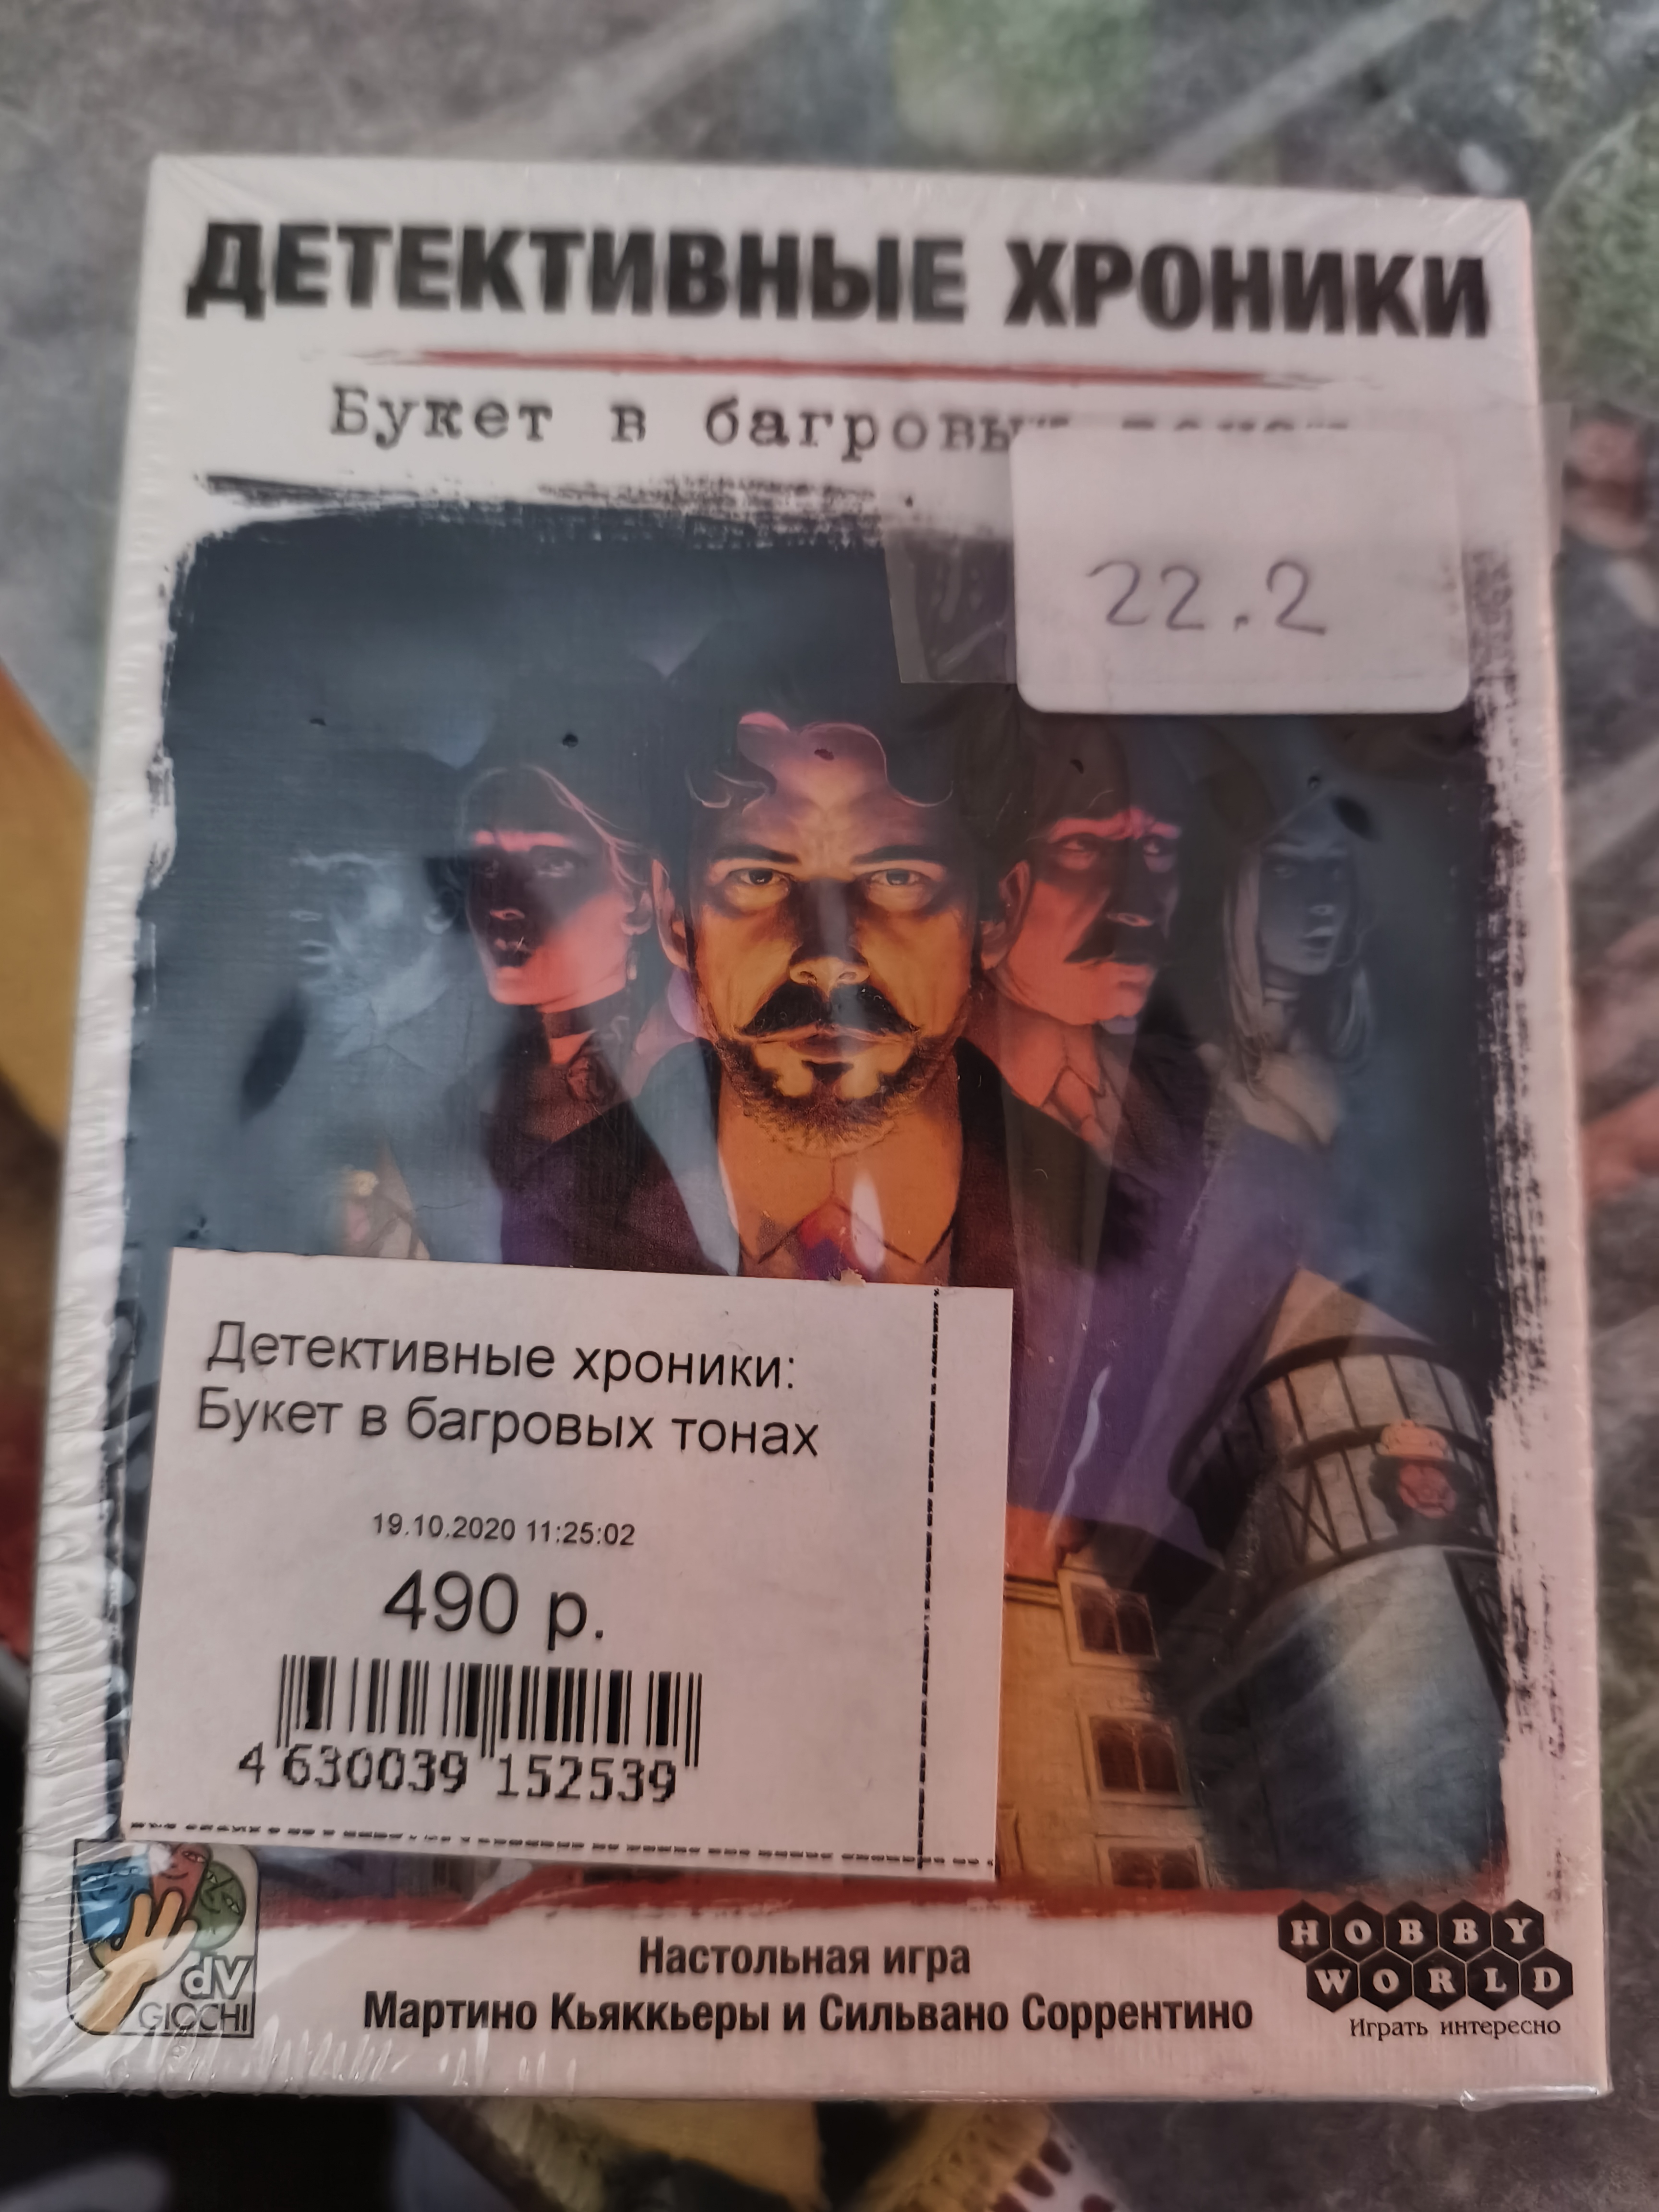 ДЕТЕКТИВНЫЕ ХРОНИКИ
Букет в багровых
22.2
Детективные хроники:
Букет в багровых тонах
19.10.2020 11:25:02
490 р.
4 630039 152539
dV
GIOCHI
Настольная игра
Мартино Кьяккьеры и Сильвано Соррентино
HOBBY
WORLD
Играть интересно